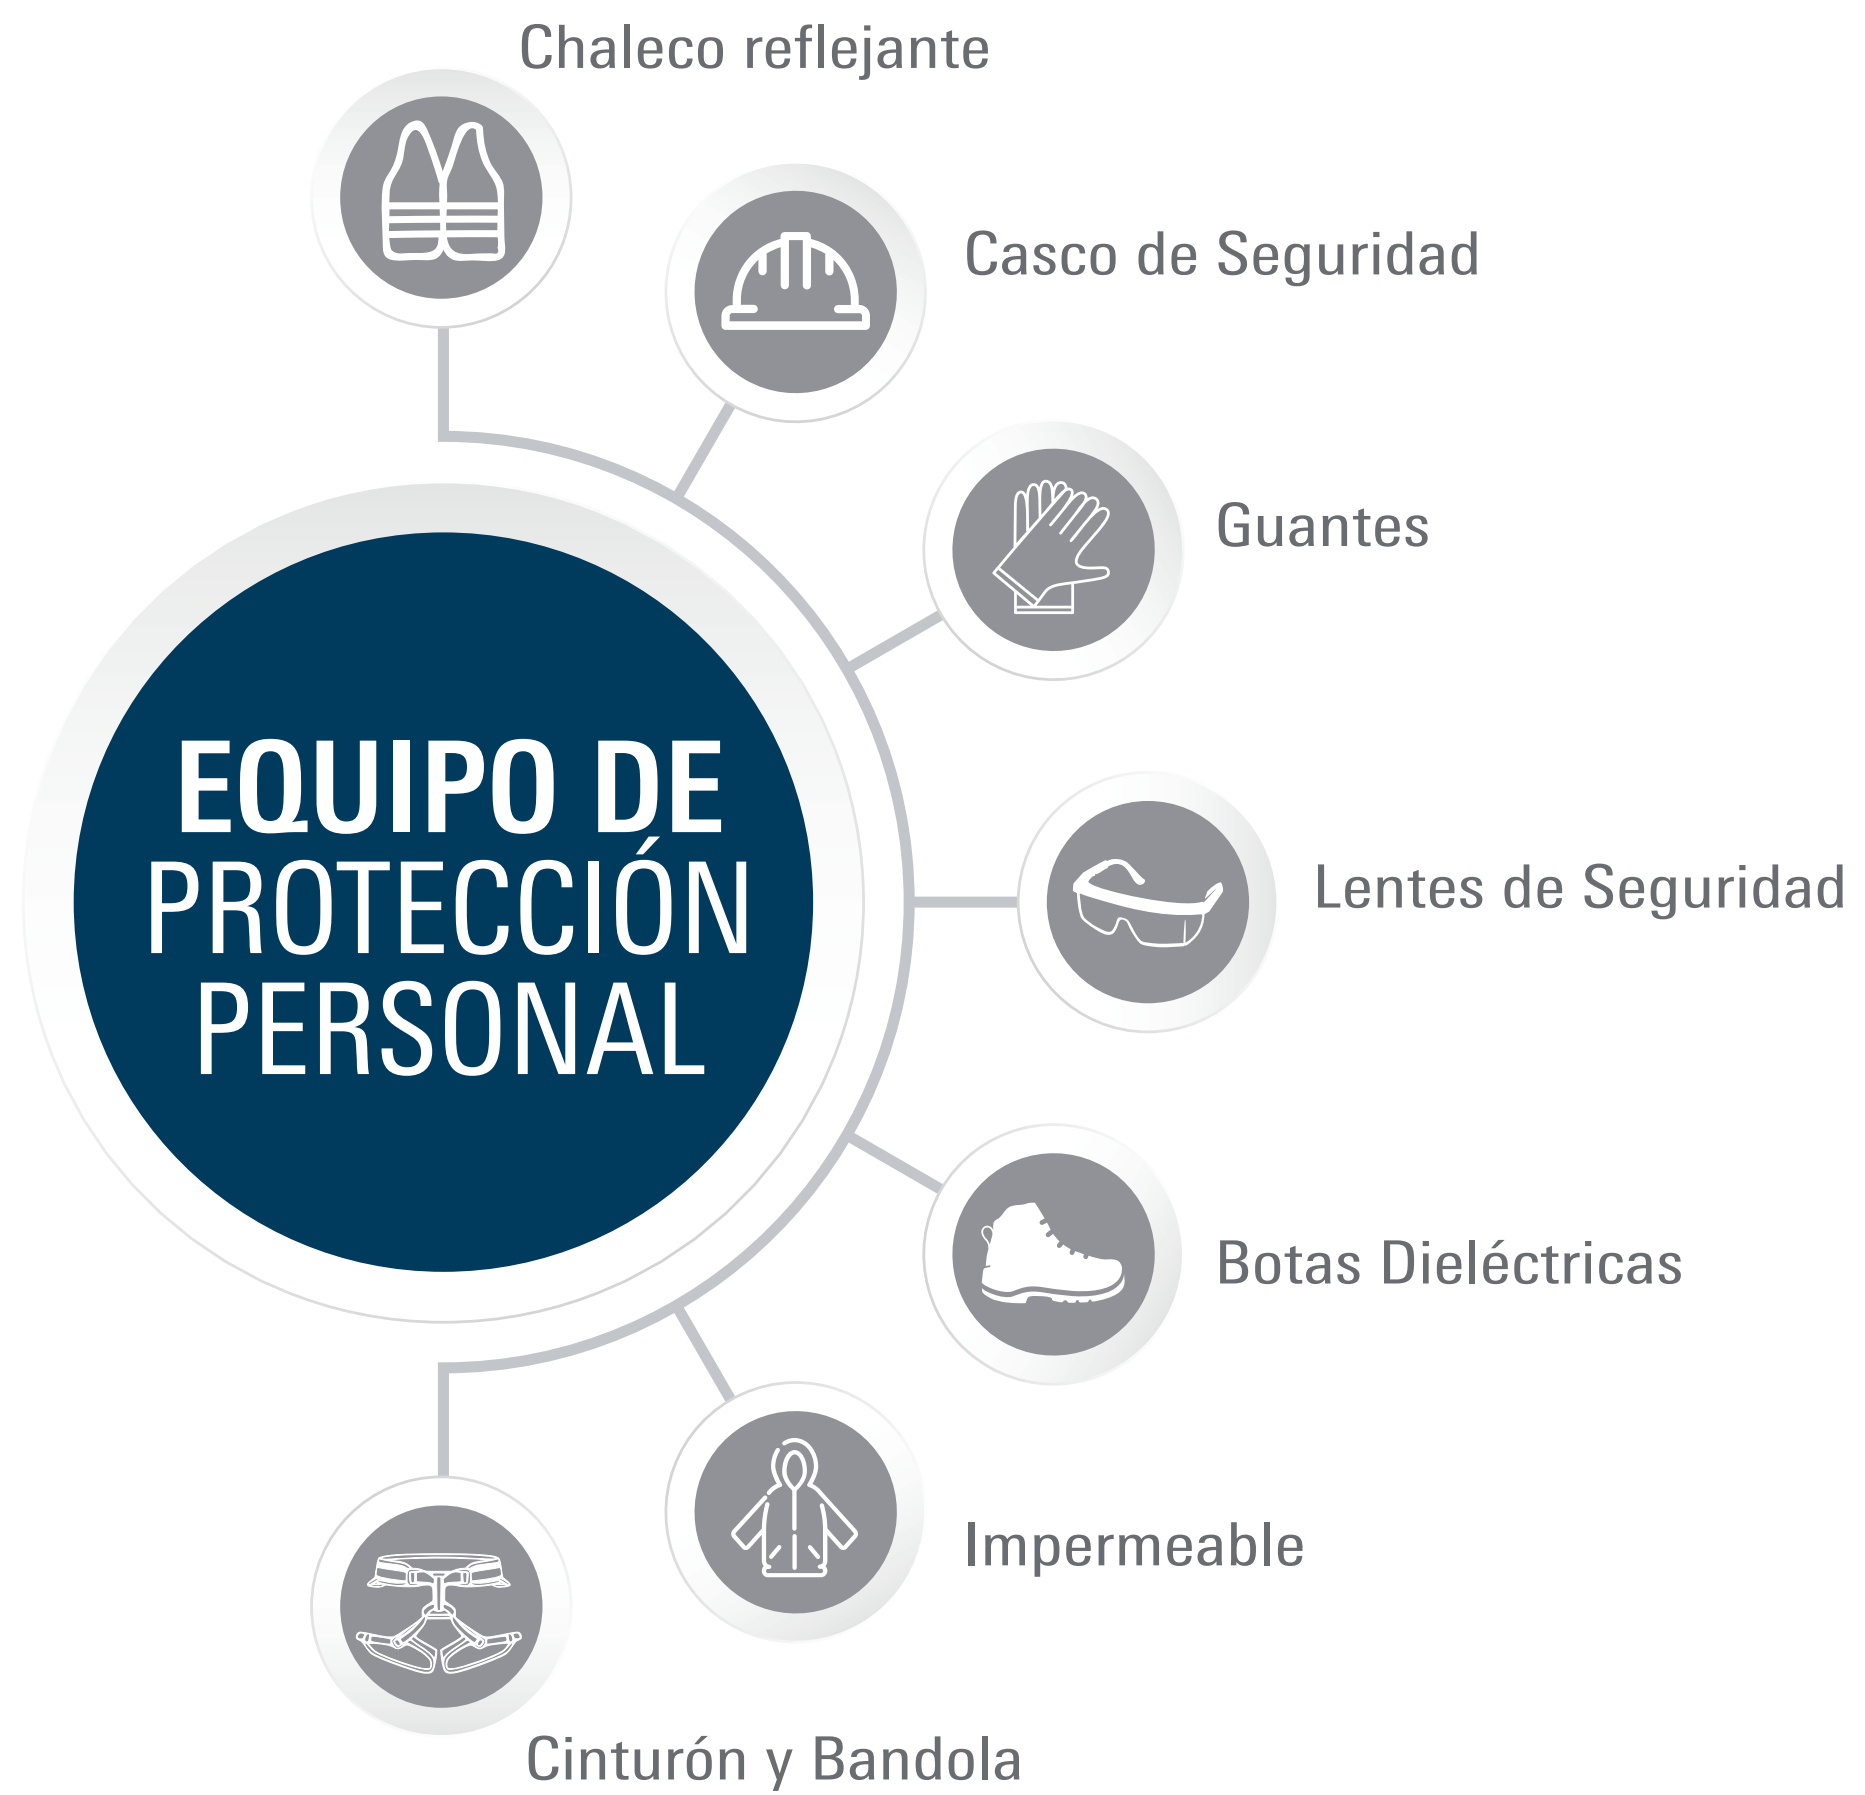 Chaleco reflejante
Casco de Seguridad
Guantes
EQUIPO DE
PROTECCIÓN
PERSONAL
Lentes de Seguridad
Botas Dieléctricas
Impermeable
Cinturón y Bandola